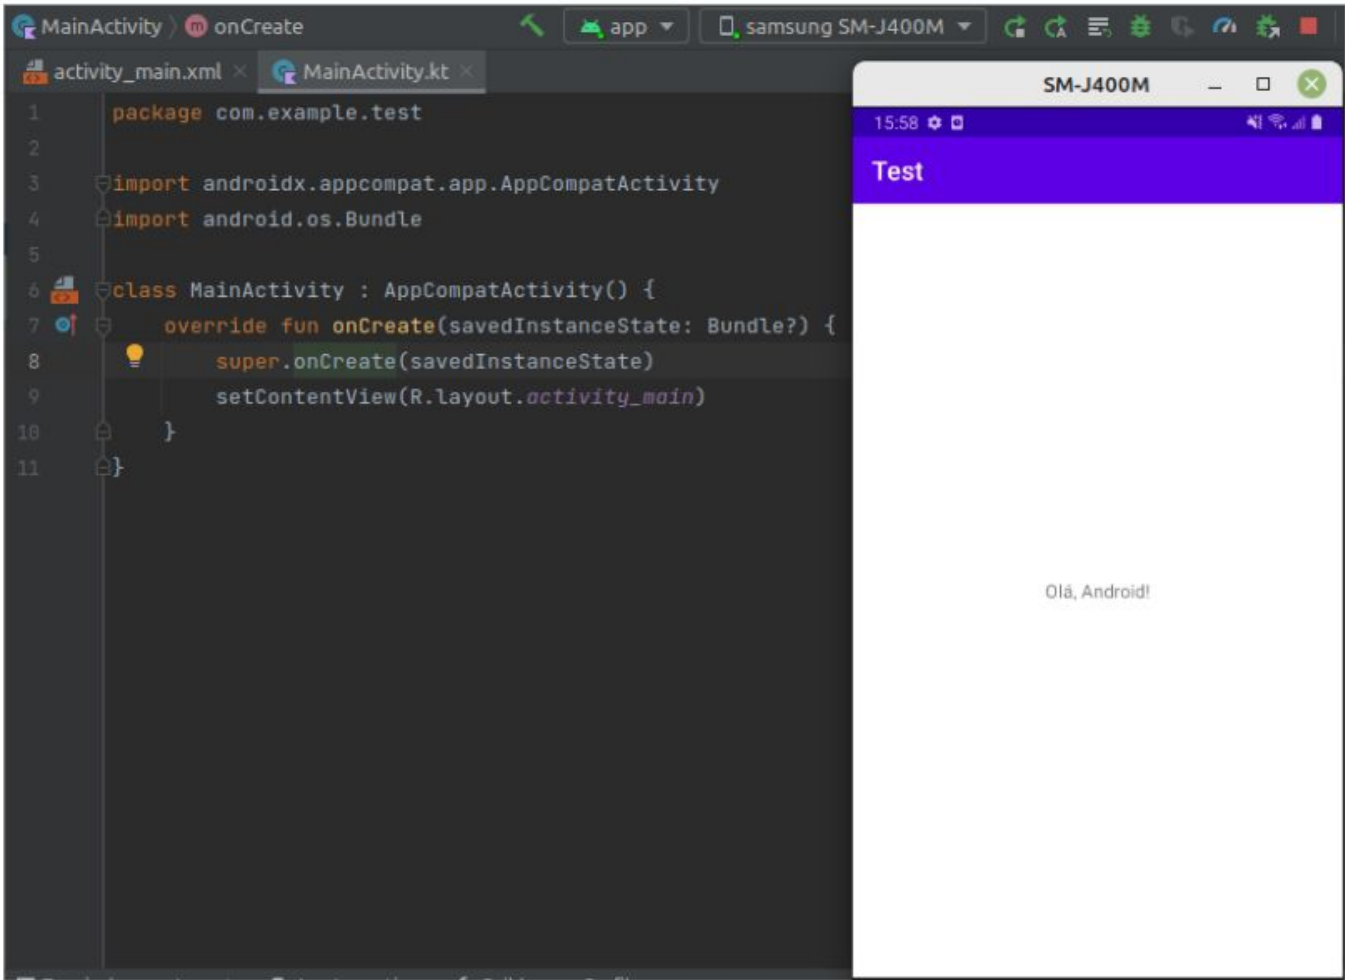 MainActivity onCreate app samsung SM-J400M
activity_main.xml MainActivity.kt
1 package com.example.test
2
3 import androidx.appcompat.app.AppCompatActivity
4 import android.os.Bundle
5
6 class MainActivity : AppCompatActivity() {
7 override fun onCreate(savedInstanceState: Bundle?) {
8 super.onCreate(savedInstanceState)
9 setContentView(R.layout.activity_main)
10 }
11 }
SM-J400M
15:58
Test
Olá, Android!